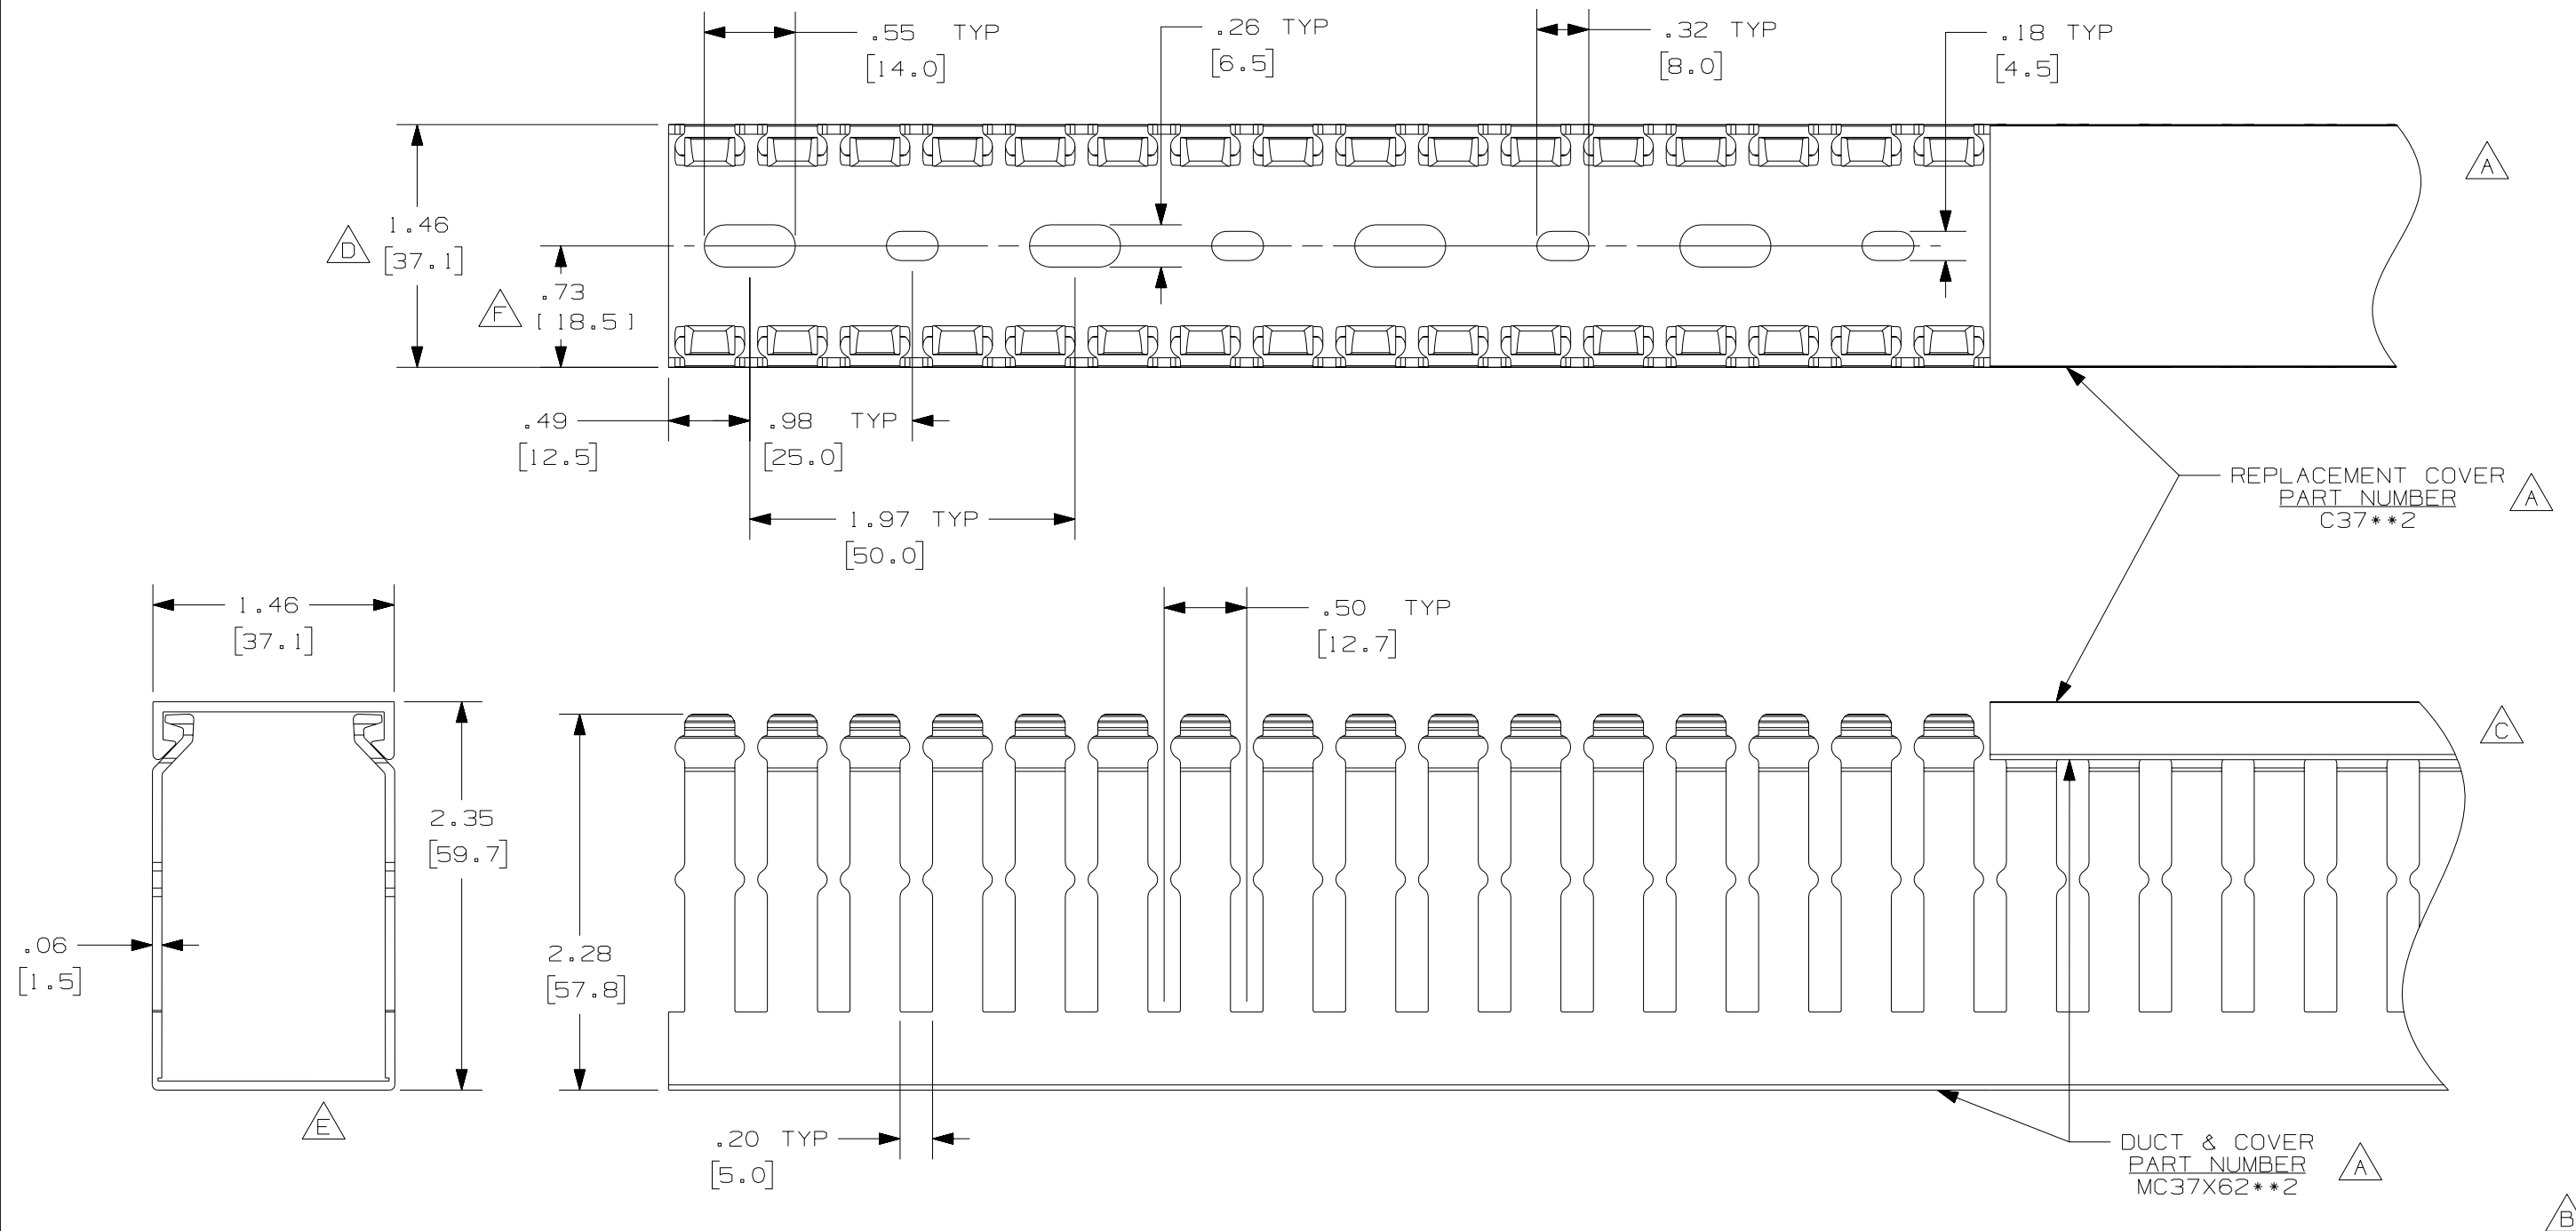 .55 TYP
[14.0]
.26 TYP
[6.5]
.32 TYP
[8.0]
.18 TYP
[4.5]
A
D
1.46
[37.1]
F
.73
[18.5]
.49
[12.5]
.98 TYP
[25.0]
1.97 TYP
[50.0]
REPLACEMENT COVER
PART NUMBER
C37**2
A
1.46
[37.1]
.50 TYP
[12.7]
C
2.35
[59.7]
.06
[1.5]
2.28
[57.8]
E
.20 TYP
[5.0]
DUCT & COVER
PART NUMBER
MC37X62**2
A
B